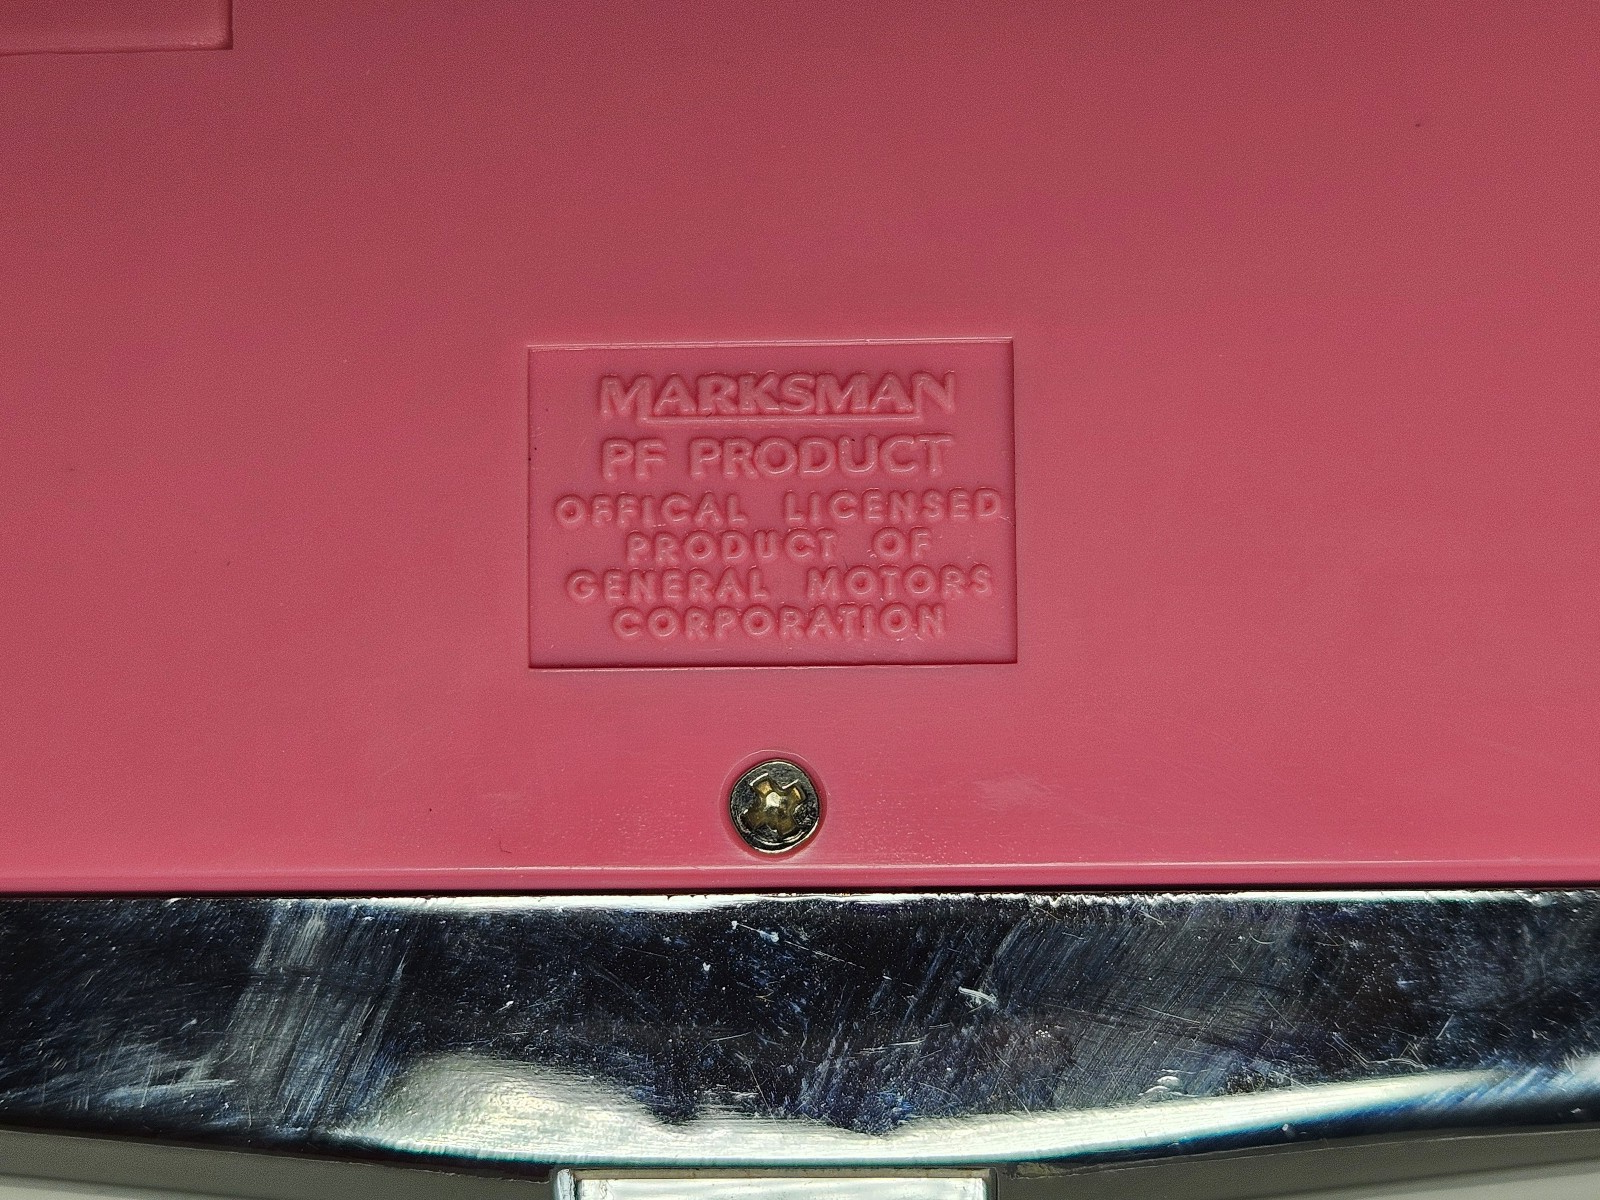 MARKSMAN
PF PRODUCT
OFFICAL LICENSED
PRODUCT OF
GENERAL MOTORS
CORPORATION